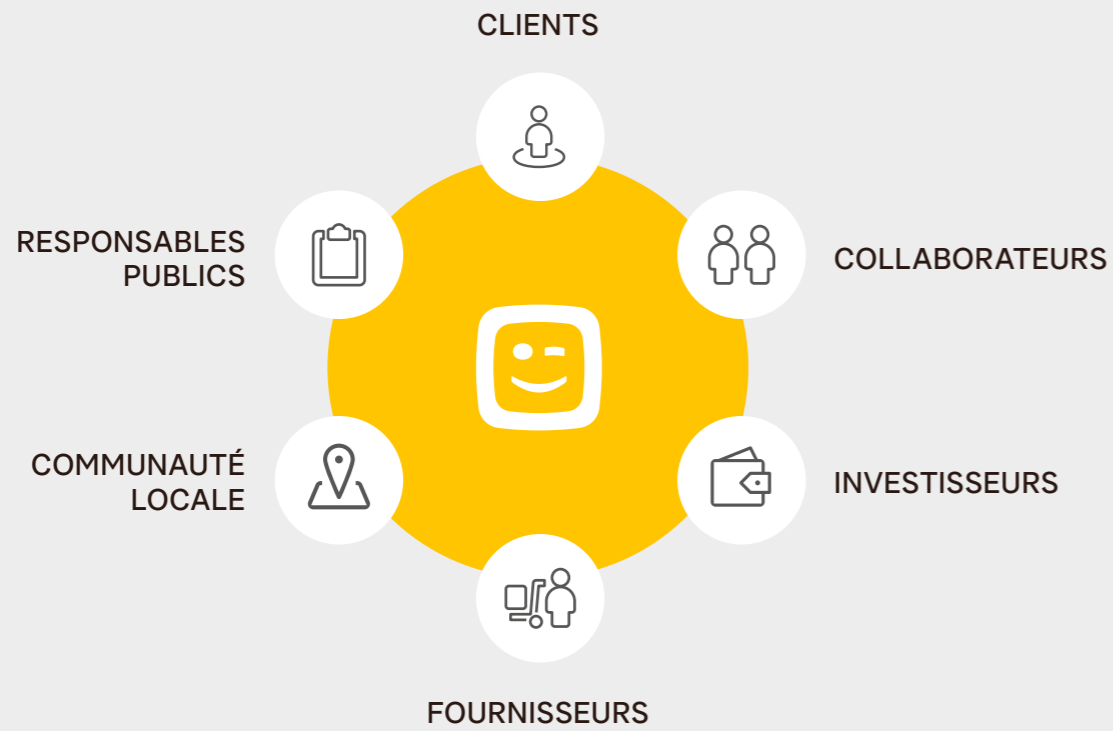 CLIENTS
RESPONSABLES
PUBLICS
COLLABORATEURS
COMMUNAUTÉ
LOCALE
INVESTISSEURS
FOURNISSEURS